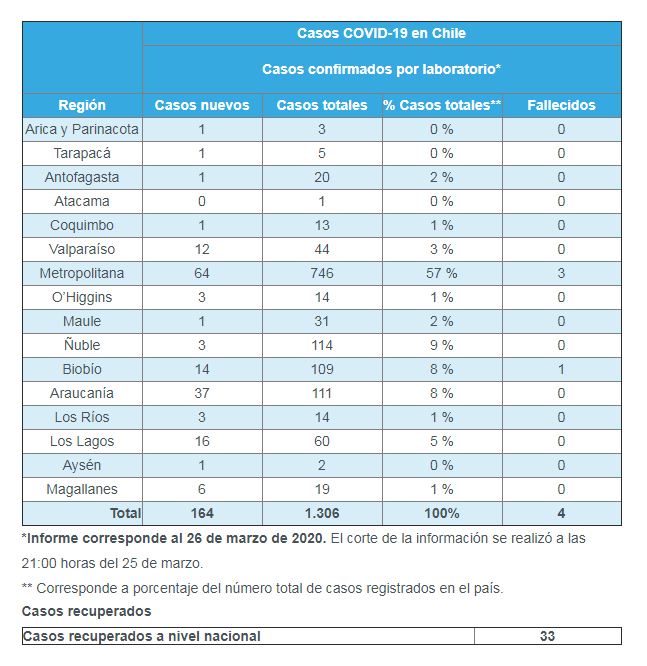 Casos COVID-19 en Chile
Casos confirmados por laboratorio*
Región Casos nuevos Casos totales % Casos totales** Fallecidos
Arica y Parinacota 1 3 0 % 0
Tarapacá 1 5 0 % 0
Antofagasta 1 20 2 % 0
Atacama 0 1 0 % 0
Coquimbo 1 13 1 % 0
Valparaíso 12 44 3 % 0
Metropolitana 64 746 57 % 3
O’Higgins 3 14 1 % 0
Maule 1 31 2 % 0
Ñuble 3 114 9 % 0
Biobío 14 109 8 % 1
Araucanía 37 111 8 % 0
Los Ríos 3 14 1 % 0
Los Lagos 16 60 5 % 0
Aysén 1 2 0 % 0
Magallanes 6 19 1 % 0
Total 164 1.306 100% 4
*Informe corresponde al 26 de marzo de 2020. El corte de la información se realizó a las
21:00 horas del 25 de marzo.
** Corresponde a porcentaje del número total de casos registrados en el país.
Casos recuperados
Casos recuperados a nivel nacional 33